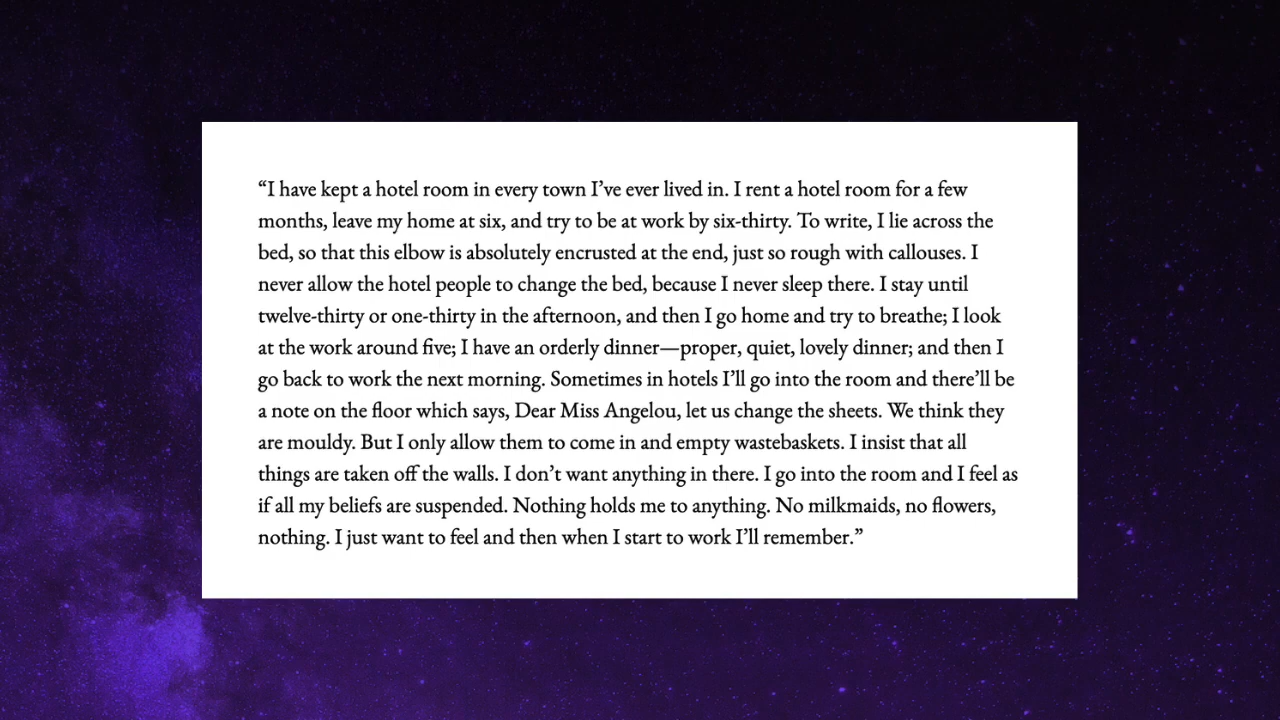 “I have kept a hotel room in every town I’ve ever lived in. I rent a hotel room for a few
months, leave my home at six, and try to be at work by six-thirty. To write, I lie across the
bed, so that this elbow is absolutely encrusted at the end, just so rough with callouses. I
never allow the hotel people to change the bed, because I never sleep there. I stay until
twelve-thirty or one-thirty in the afternoon, and then I go home and try to breathe; I look
at the work around five; I have an orderly dinner—proper, quiet, lovely dinner; and then I
go back to work the next morning. Sometimes in hotels I’ll go into the room and there’ll be
a note on the floor which says, Dear Miss Angelou, let us change the sheets. We think they
are mouldy. But I only allow them to come in and empty wastebaskets. I insist that all
things are taken off the walls. I don’t want anything in there. I go into the room and I feel as
if all my beliefs are suspended. Nothing holds me to anything. No milkmaids, no flowers,
nothing. I just want to feel and then when I start to work I’ll remember.”